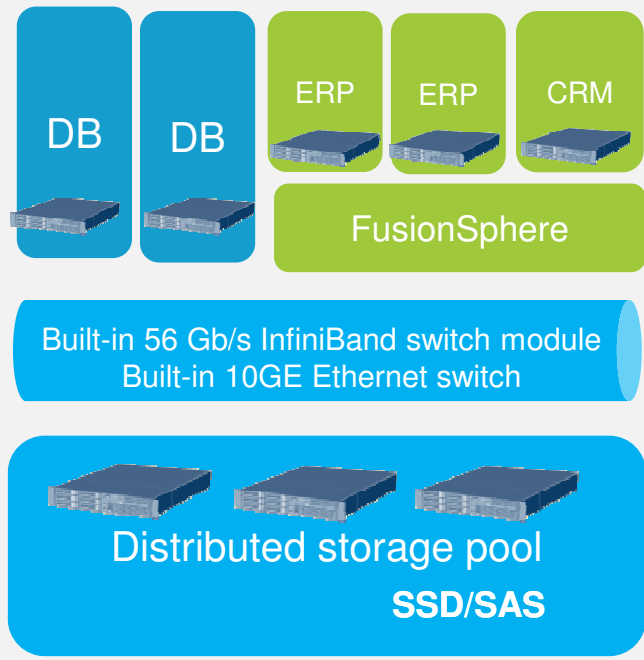 DB
DB
ERP
ERP
CRM
FusionSphere
Built-in 56 Gb/s InfiniBand switch module
Built-in 10GE Ethernet switch
Distributed storage pool
SSD/SAS